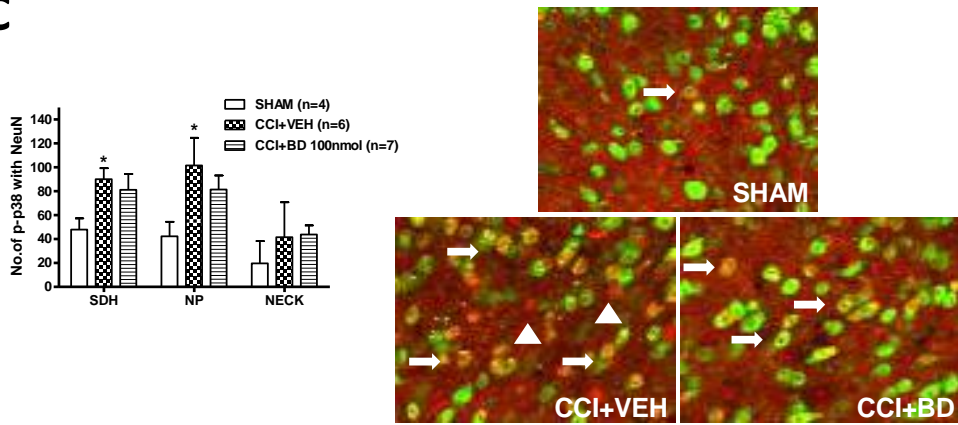 C
No.of p-p38 with NeuN
140
120
100
80
60
40
20
0
SHAM (n=4)
CCI+VEH (n=6)
CCI+BD 100nmol (n=7)
*
*
SDH NP NECK
SHAM
CCI+VEH
CCI+BD